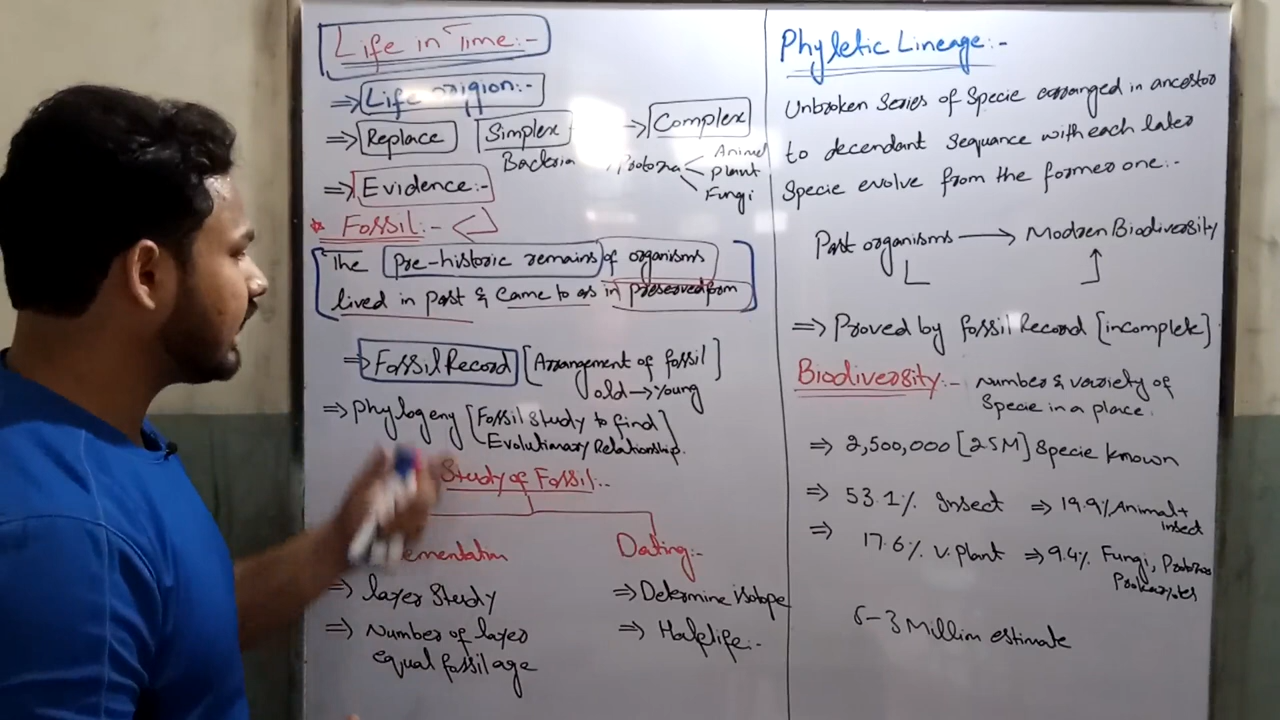 Life in Time:-
⇒ Life origion:-
⇒ Replace Simplex → Complex
Bacteria Protozoa Animal
Plant
Fungi
⇒ Evidence:-
* Fossil:-
The Pre-historic remains of organisms
lived in Past & Came to as in Preserved from
⇒ Fossil Record [Arrangement of fossil]
old → Young
⇒ Phylogeny [Fossil Study to find
Evolutionary Relationship.
Study of Fossil:-
ementation Dating:-
⇒ layer Study ⇒ Determine isotope
⇒ Number of layer ⇒ Halflife:-
equal fossil age
Phyletic Lineage:-
Unbroken Series of Specie arranged in ancestor
to decendant Sequance with each later
Specie evolve from the former one:-
Past organisms → Modren Biodiversity
⇒ Proved by fossil Record [incomplete]
Biodiversity:- Number & variety of
Specie in a place.
⇒ 2,500,000 [2.5M] Specie known
⇒ 53.1% Insect ⇒ 19.9% Animal +
insect
⇒ 17.6% V.plant ⇒ 9.4% Fungi, Protozoa
Prokaryotes
6-3 Million estimate